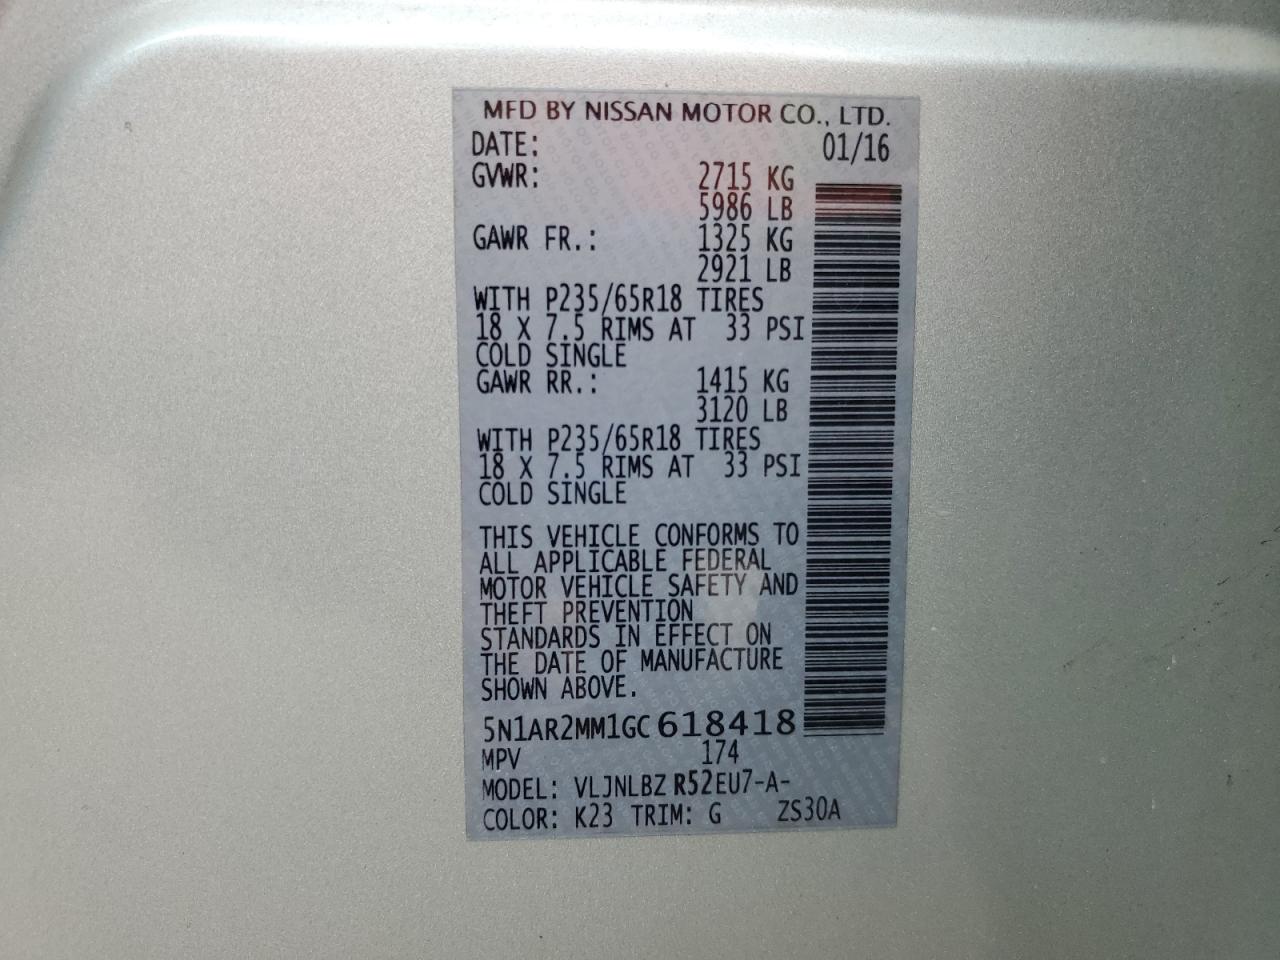 MFD BY NISSAN MOTOR CO., LTD.
DATE: 01/16
GVWR: 2715 KG
5986 LB
GAWR FR.: 1325 KG
2921 LB
WITH P235/65R18 TIRES
18 X 7.5 RIMS AT 33 PSI
COLD SINGLE
GAWR RR.: 1415 KG
3120 LB
WITH P235/65R18 TIRES
18 X 7.5 RIMS AT 33 PSI
COLD SINGLE
THIS VEHICLE CONFORMS TO
ALL APPLICABLE FEDERAL
MOTOR VEHICLE SAFETY AND
THEFT PREVENTION
STANDARDS IN EFFECT ON
THE DATE OF MANUFACTURE
SHOWN ABOVE.
5N1AR2MM1GC618418
MPV 174
MODEL: VLJNLBZ R52EU7-A-
COLOR: K23 TRIM: G ZS30A